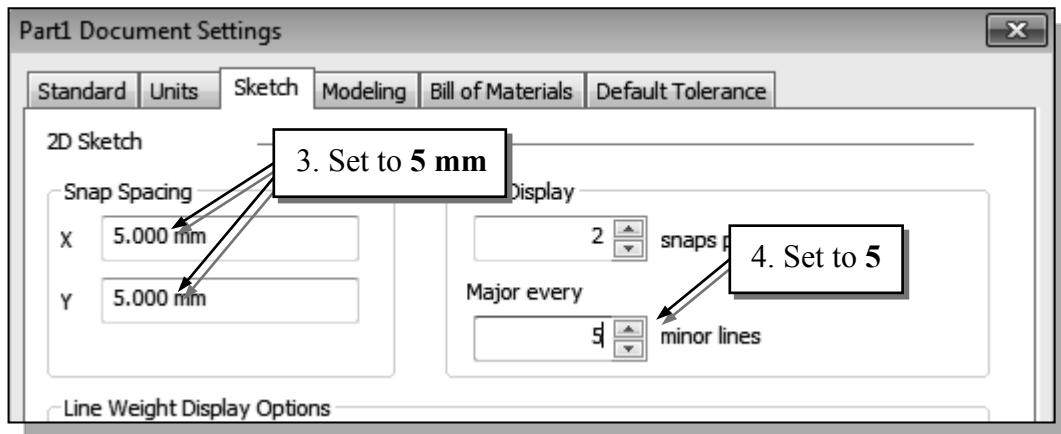 Part1 Document Settings
Standard Units Sketch Modeling Bill of Materials Default Tolerance
2D Sketch
3. Set to 5 mm
Snap Spacing
Display
X 5.000 mm
2 snaps
4. Set to 5
Y 5.000 mm
Major every
5 minor lines
Line Weight Display Options